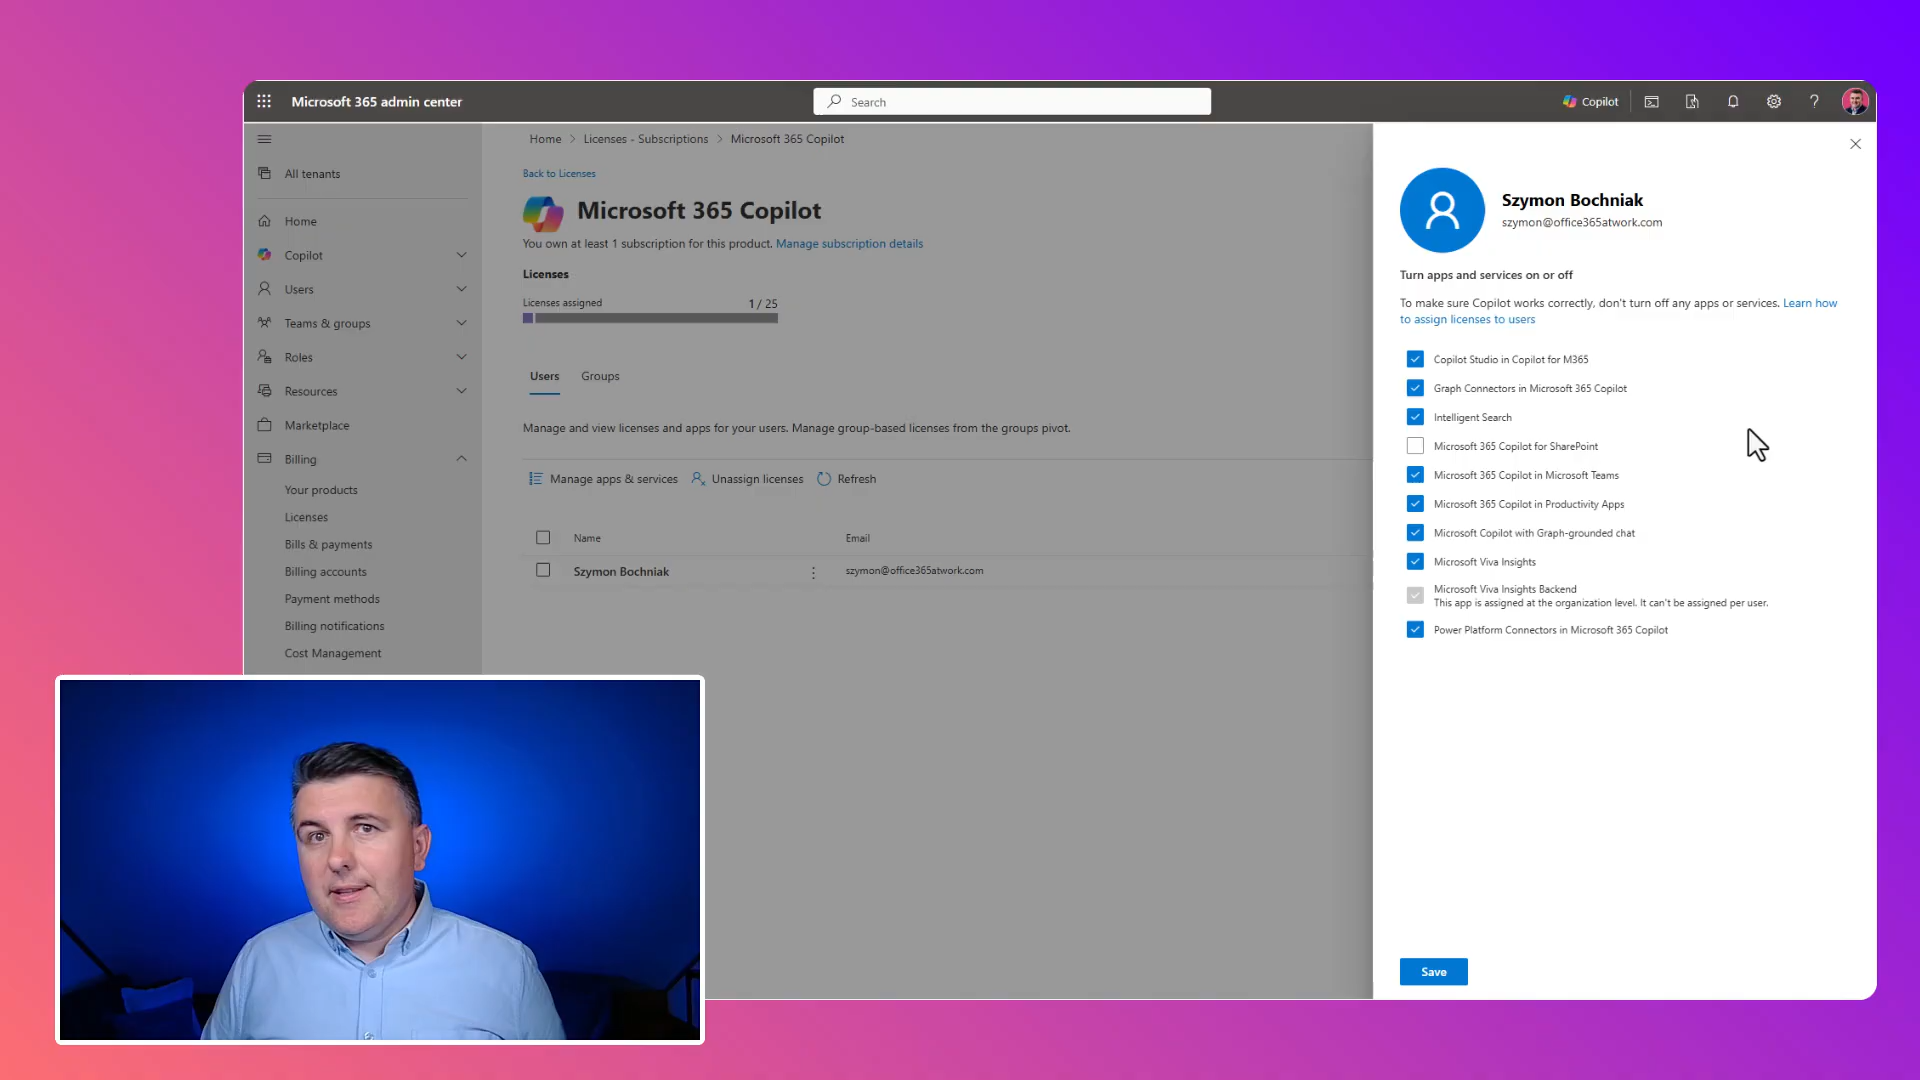 Microsoft 365 admin center
Search
Copilot
All tenants
Home
Copilot
Users
Teams & groups
Roles
Resources
Marketplace
Billing
Your products
Licenses
Bills & payments
Billing accounts
Payment methods
Billing notifications
Cost Management
Home > Licenses - Subscriptions > Microsoft 365 Copilot
Back to Licenses
Microsoft 365 Copilot
You own at least 1 subscription for this product. Manage subscription details
Licenses
Licenses assigned 1 / 25
Users Groups
Manage and view licenses and apps for your users. Manage group-based licenses from the groups pivot.
Manage apps & services Unassign licenses Refresh
Name Email
Szymon Bochniak szymon@office365atwork.com
Szymon Bochniak
szymon@office365atwork.com
Turn apps and services on or off
To make sure Copilot works correctly, don't turn off any apps or services. Learn how
to assign licenses to users
Copilot Studio in Copilot for M365
Graph Connectors in Microsoft 365 Copilot
Intelligent Search
Microsoft 365 Copilot for SharePoint
Microsoft 365 Copilot in Microsoft Teams
Microsoft 365 Copilot in Productivity Apps
Microsoft Copilot with Graph-grounded chat
Microsoft Viva Insights
Microsoft Viva Insights Backend
This app is assigned at the organization level. It can't be assigned per user.
Power Platform Connectors in Microsoft 365 Copilot
Save